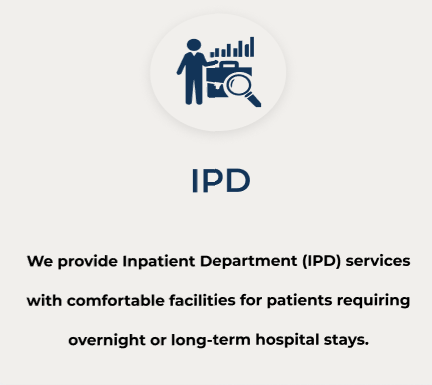 IPD
We provide Inpatient Department (IPD) services
with comfortable facilities for patients requiring
overnight or long-term hospital stays.